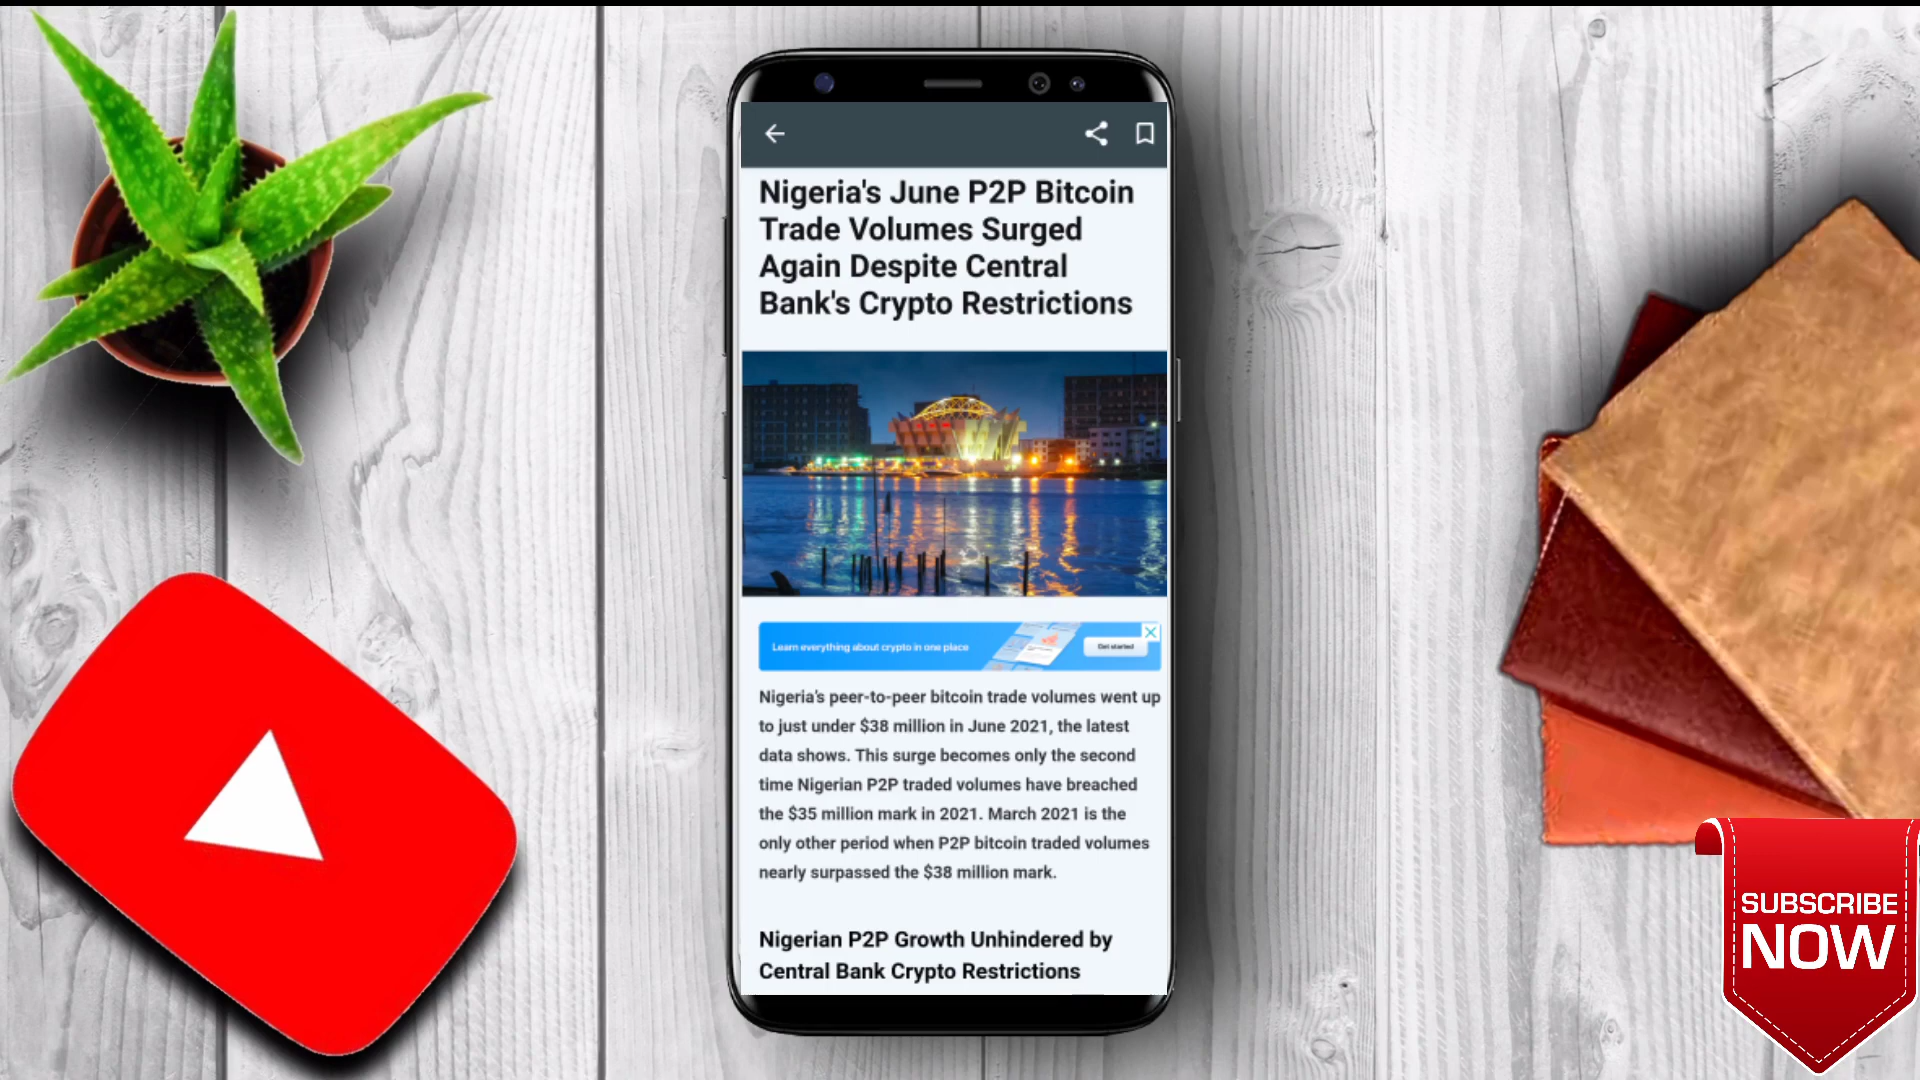 Nigeria's June P2P Bitcoin
Trade Volumes Surged
Again Despite Central
Bank's Crypto Restrictions
Learn everything about crypto in one place
Get started
Nigeria's peer-to-peer bitcoin trade volumes went up
to just under $38 million in June 2021, the latest
data shows. This surge becomes only the second
time Nigerian P2P traded volumes have breached
the $35 million mark in 2021. March 2021 is the
only other period when P2P bitcoin traded volumes
nearly surpassed the $38 million mark.
Nigerian P2P Growth Unhindered by
Central Bank Crypto Restrictions
SUBSCRIBE
NOW